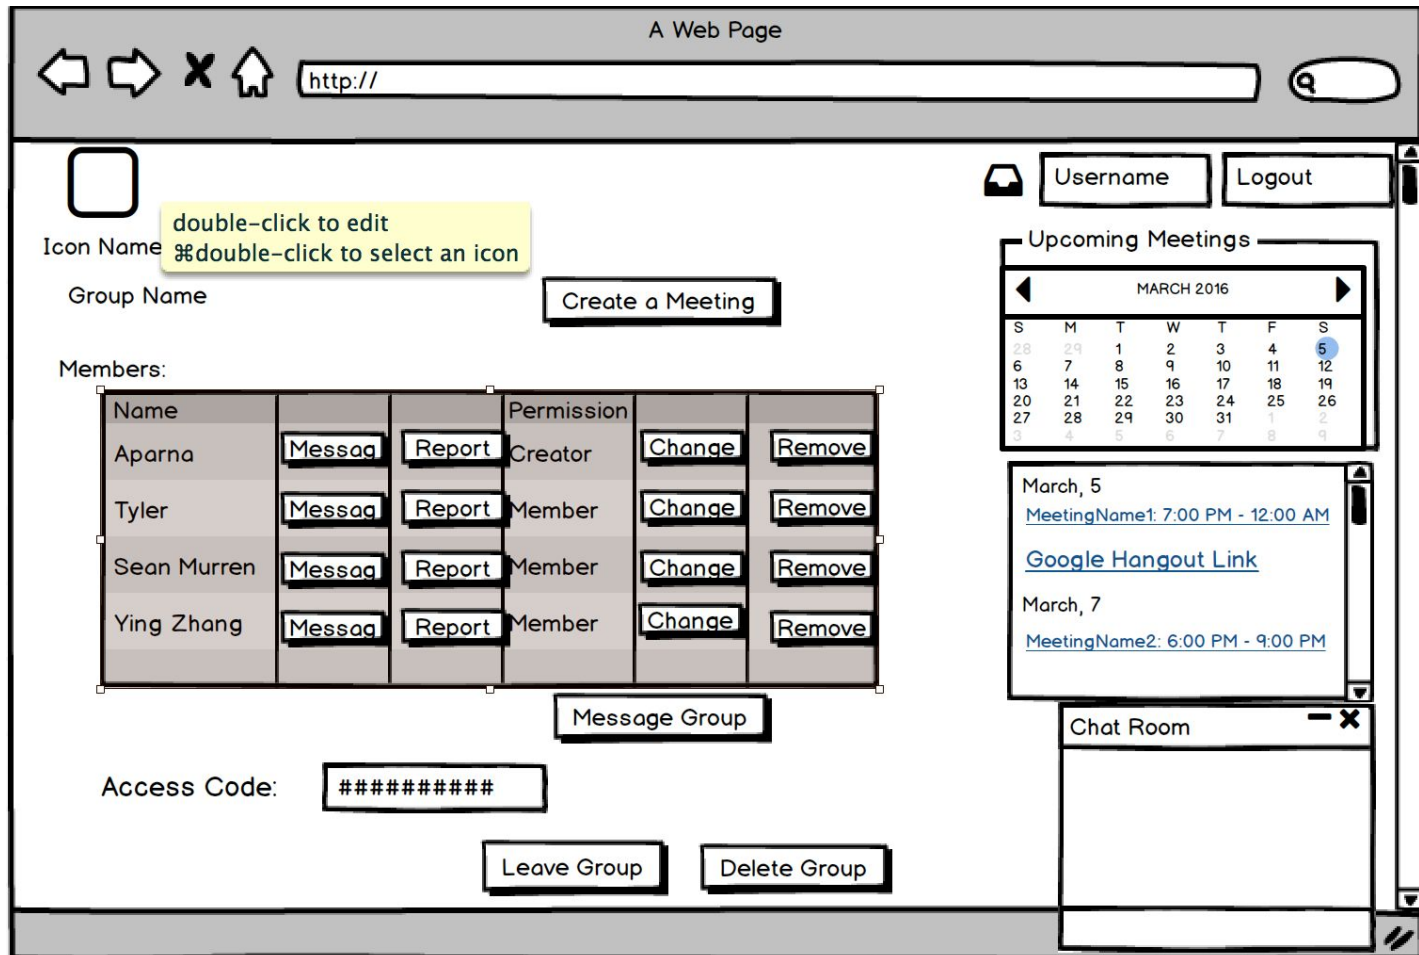 A Web Page
http://
Username
Logout
double-click to edit
⌘double-click to select an icon
Icon Name
Group Name
Create a Meeting
Members:
Name Permission
Aparna Messag Report Creator Change Remove
Tyler Messag Report Member Change Remove
Sean Murren Messag Report Member Change Remove
Ying Zhang Messag Report Member Change Remove
Message Group
Access Code: ##########
Leave Group Delete Group
Upcoming Meetings
MARCH 2016
S M T W T F S
28 29 1 2 3 4 5
6 7 8 9 10 11 12
13 14 15 16 17 18 19
20 21 22 23 24 25 26
27 28 29 30 31 1 2
3 4 5 6 7 8 9
March, 5
MeetingName1: 7:00 PM - 12:00 AM
Google Hangout Link
March, 7
MeetingName2: 6:00 PM - 9:00 PM
Chat Room